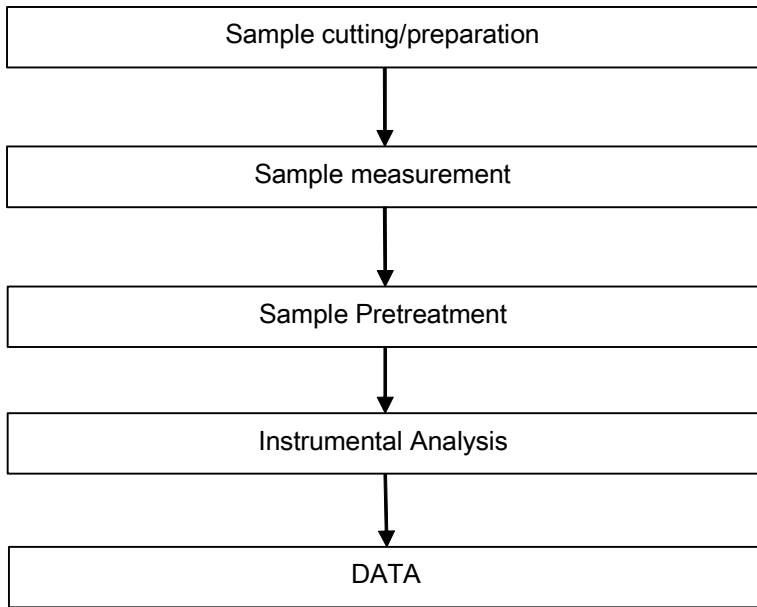 Sample cutting/preparation
Sample measurement
Sample Pretreatment
Instrumental Analysis
DATA